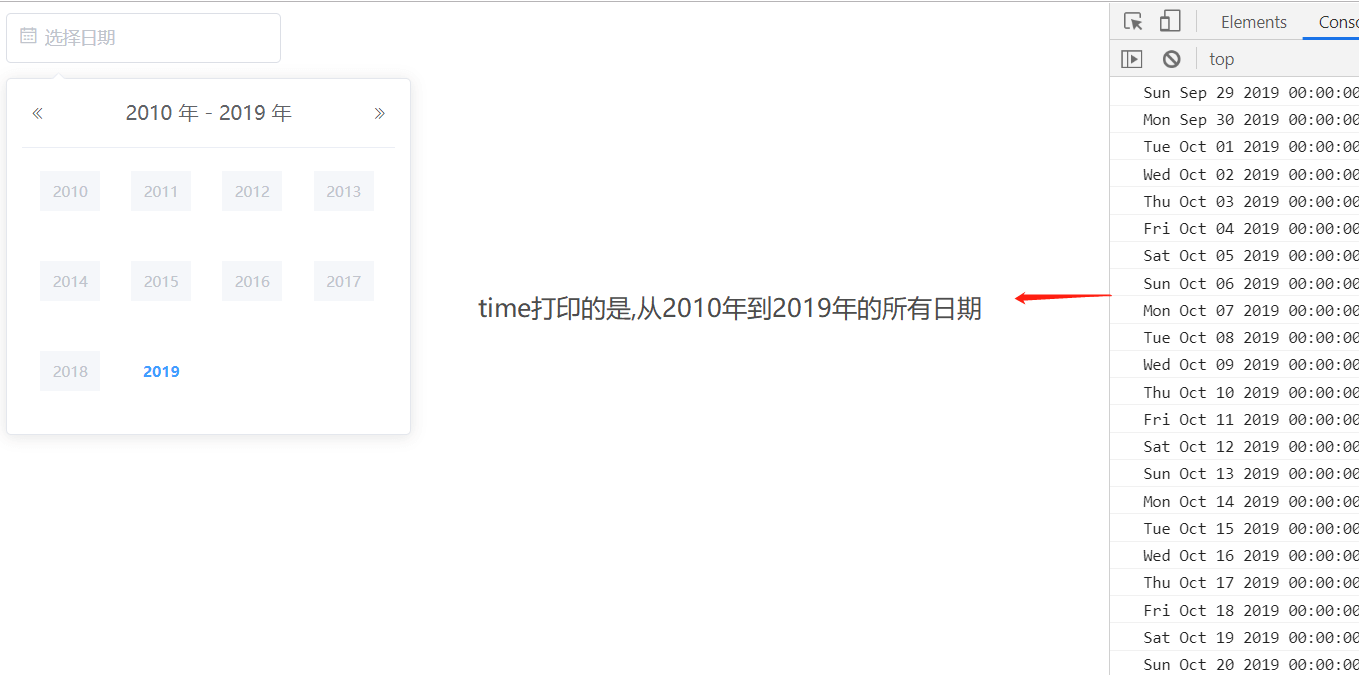 选择日期
2010 年 - 2019 年
2010 2011 2012 2013
2014 2015 2016 2017
2018 2019
time打印的是,从2010年到2019年的所有日期
Elements Conso
top
Sun Sep 29 2019 00:00:00
Mon Sep 30 2019 00:00:00
Tue Oct 01 2019 00:00:00
Wed Oct 02 2019 00:00:00
Thu Oct 03 2019 00:00:00
Fri Oct 04 2019 00:00:00
Sat Oct 05 2019 00:00:00
Sun Oct 06 2019 00:00:00
Mon Oct 07 2019 00:00:00
Tue Oct 08 2019 00:00:00
Wed Oct 09 2019 00:00:00
Thu Oct 10 2019 00:00:00
Fri Oct 11 2019 00:00:00
Sat Oct 12 2019 00:00:00
Sun Oct 13 2019 00:00:00
Mon Oct 14 2019 00:00:00
Tue Oct 15 2019 00:00:00
Wed Oct 16 2019 00:00:00
Thu Oct 17 2019 00:00:00
Fri Oct 18 2019 00:00:00
Sat Oct 19 2019 00:00:00
Sun Oct 20 2019 00:00:00